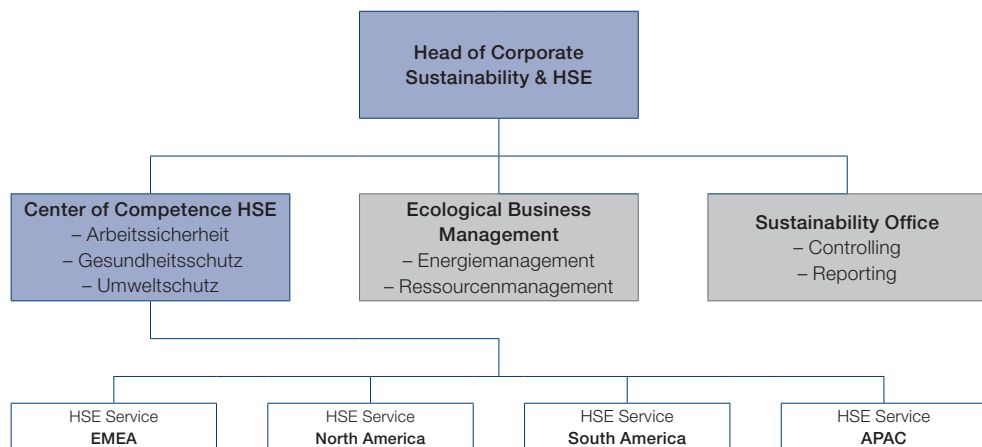 Head of Corporate
Sustainability & HSE
Center of Competence HSE
– Arbeitssicherheit
– Gesundheitsschutz
– Umweltschutz
Ecological Business
Management
– Energiemanagement
– Ressourcenmanagement
Sustainability Office
– Controlling
– Reporting
HSE Service
EMEA
HSE Service
North America
HSE Service
South America
HSE Service
APAC